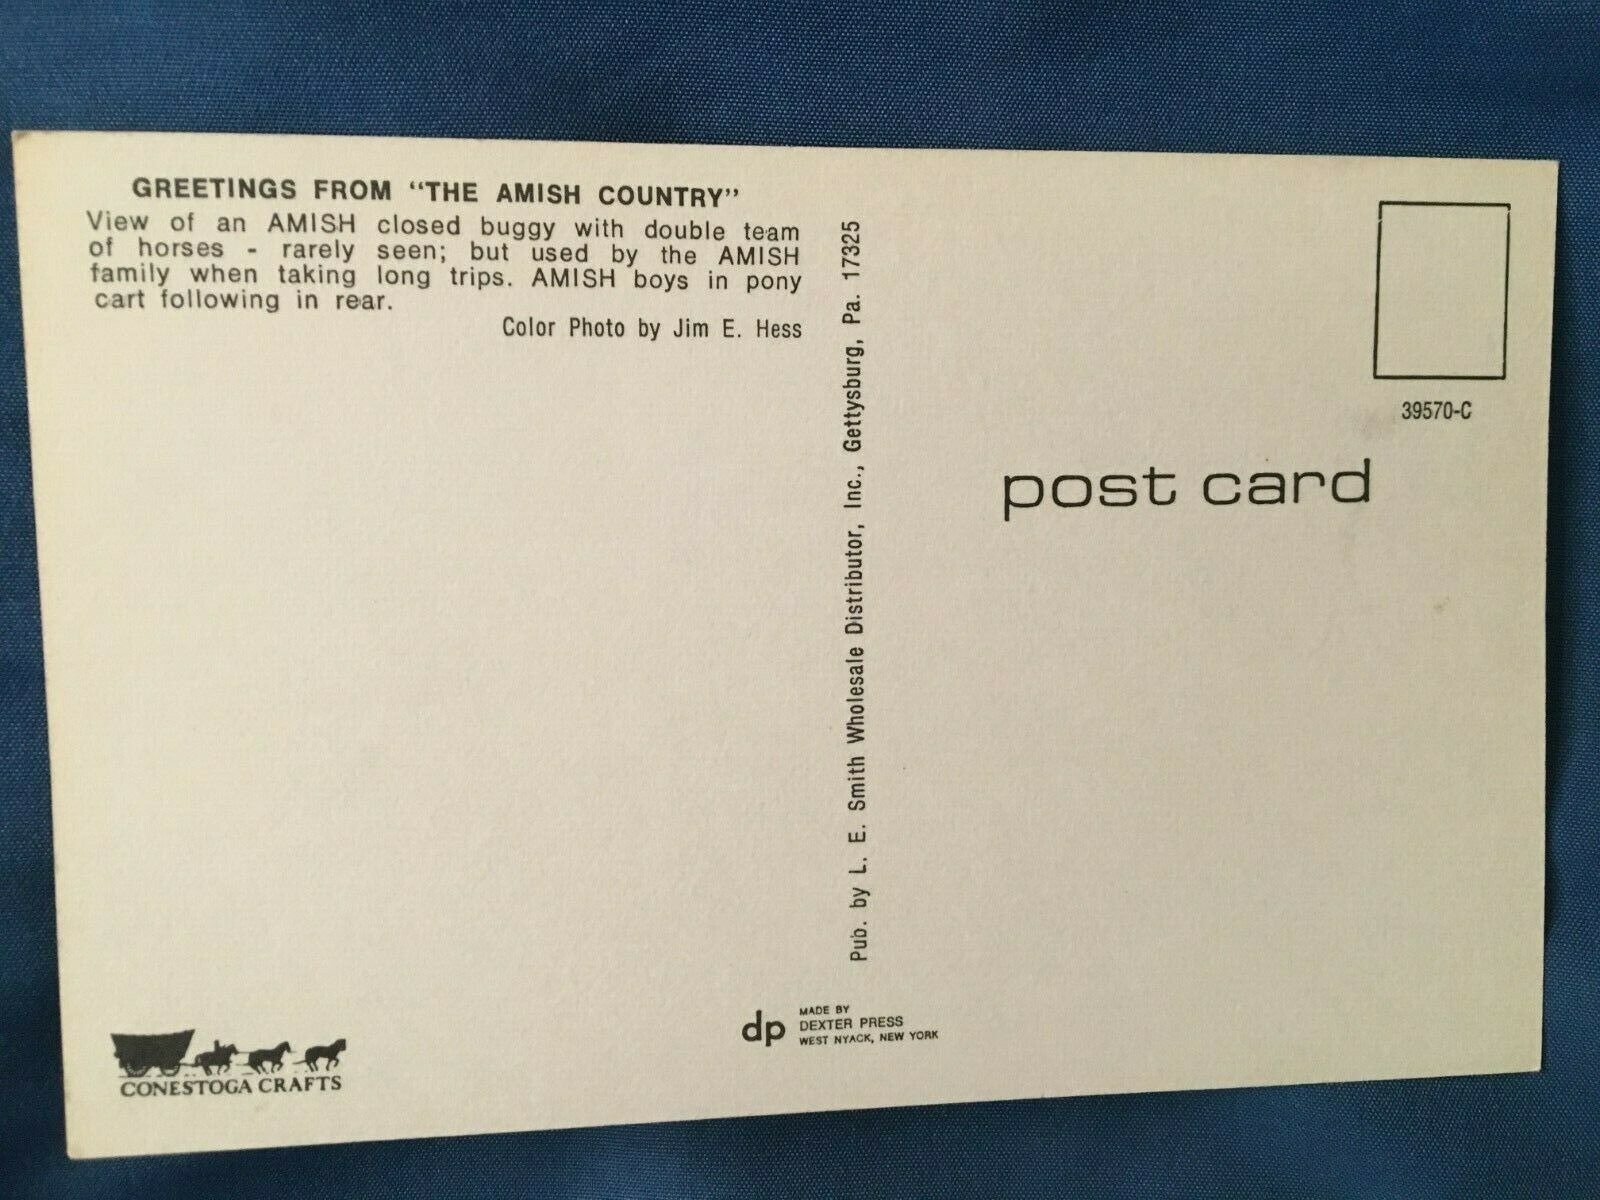 GREETINGS FROM “THE AMISH COUNTRY”
View of an AMISH closed buggy with double team
of horses - rarely seen; but used by the AMISH
family when taking long trips. AMISH boys in pony
cart following in rear.
Color Photo by Jim E. Hess
Pub. by L. E. Smith Wholesale Distributor, Inc., Gettysburg, Pa. 17325
39570-C
post card
CONESTOGA CRAFTS
dp
MADE BY
DEXTER PRESS
WEST NYACK, NEW YORK